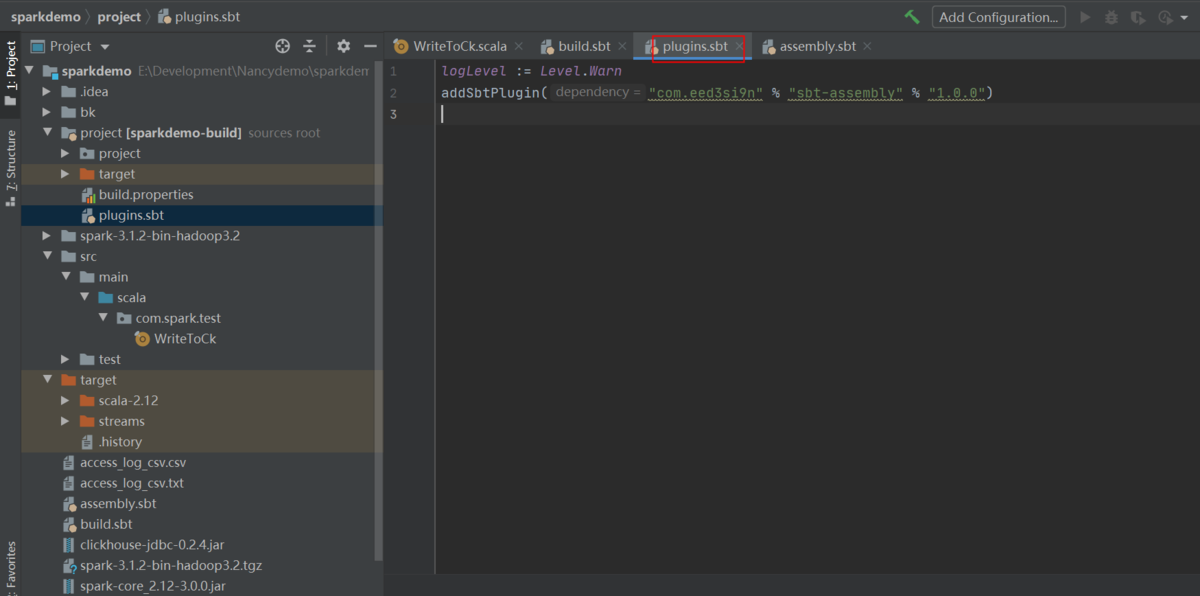 sparkdemo project plugins.sbt
Add Configuration...
Project
WriteToCk.scala
build.sbt
plugins.sbt
assembly.sbt
1: Project
7: Structure
: Favorites
sparkdemo E:\Development\Nancydemo\sparkdem
.idea
bk
project [sparkdemo-build] sources root
project
target
build.properties
plugins.sbt
spark-3.1.2-bin-hadoop3.2
src
main
scala
com.spark.test
WriteToCk
test
target
scala-2.12
streams
.history
access_log_csv.csv
access_log_csv.txt
assembly.sbt
build.sbt
clickhouse-jdbc-0.2.4.jar
spark-3.1.2-bin-hadoop3.2.tgz
spark-core_2.12-3.0.0.jar
1 logLevel := Level.Warn
2 addSbtPlugin( dependency = "com.eed3si9n" % "sbt-assembly" % "1.0.0")
3